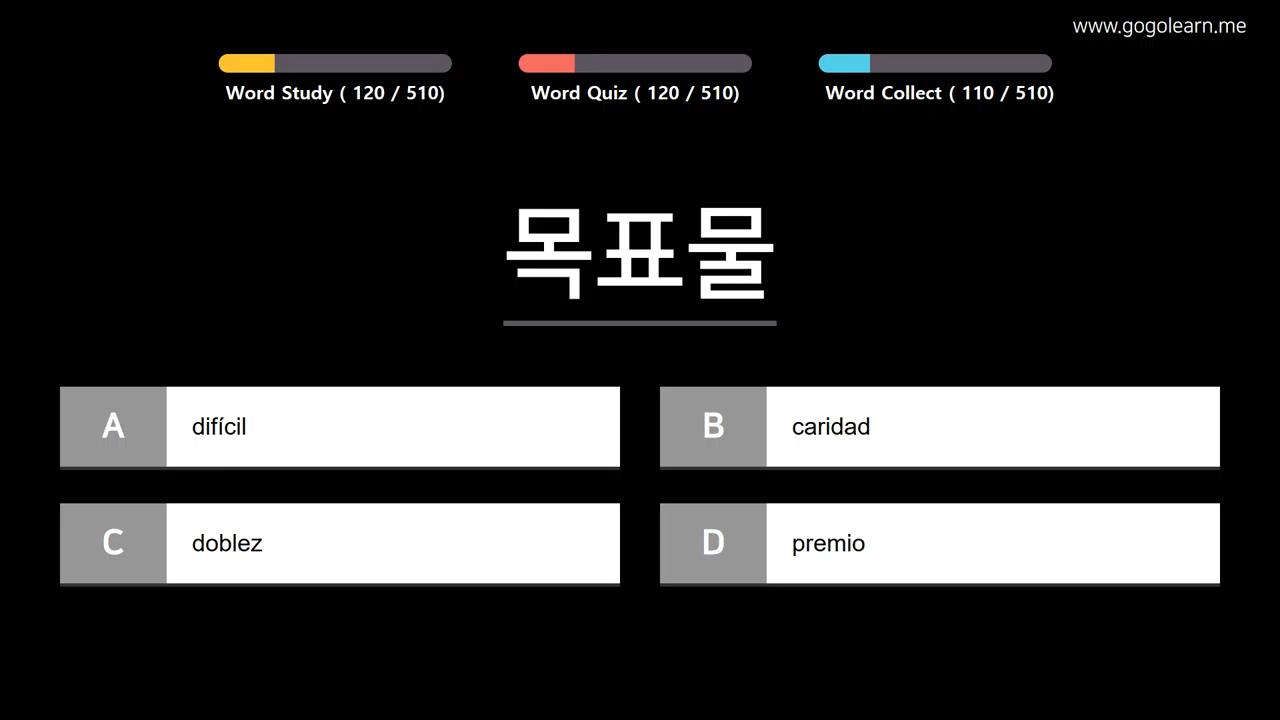 www.gogolearn.me
Word Study ( 120 / 510)
Word Quiz ( 120 / 510)
Word Collect ( 110 / 510)
목표물
A difícil
B caridad
C doblez
D premio